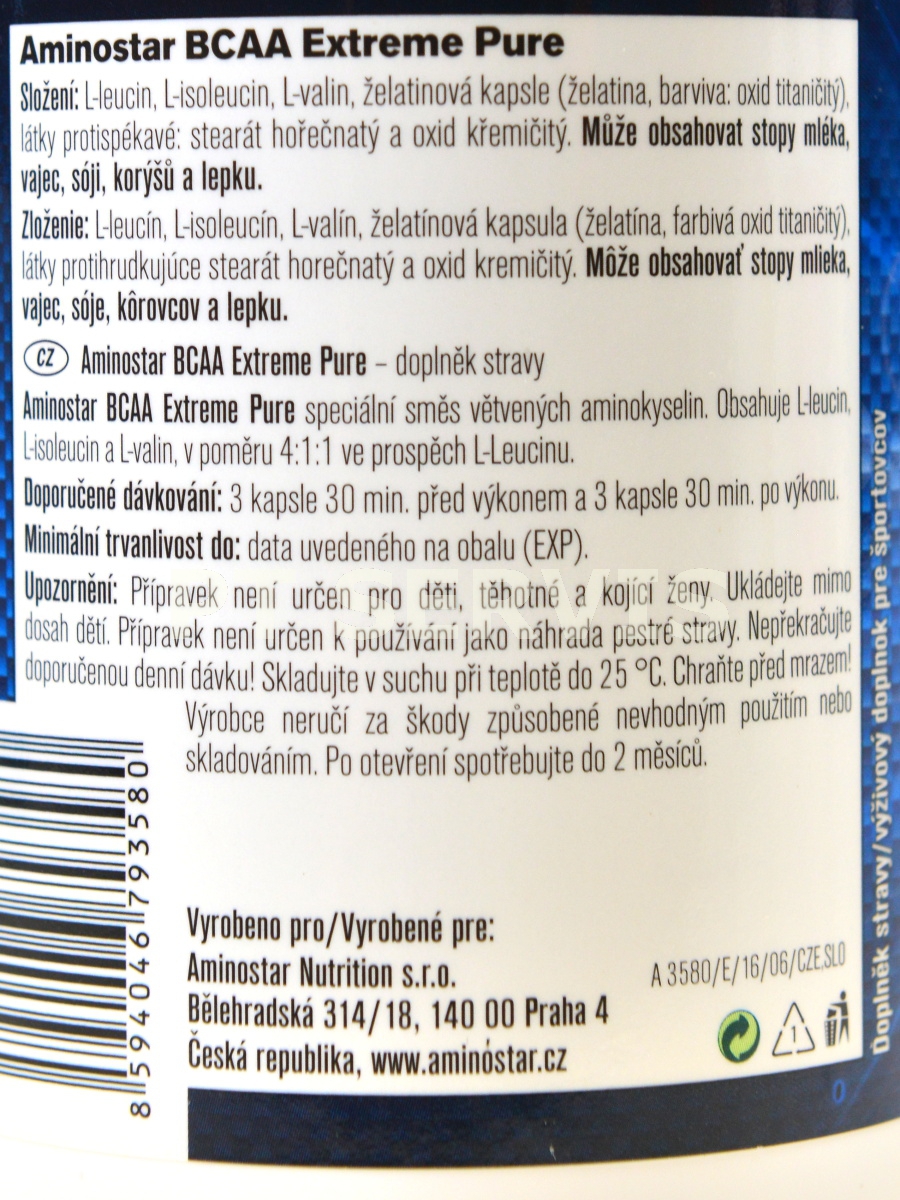 Aminostar BCAA Extreme Pure
Složení: L-leucin, L-isoleucin, L-valin, želatinová kapsle (želatina, barviva: oxid titaničitý),
látky protispékavé: stearát hořečnatý a oxid křemičitý. Může obsahovat stopy mléka,
vajec, sóji, korýšů a lepku.
Zloženie: L-leucín, L-isoleucín, L-valín, želatínová kapsula (želatína, farbivá oxid titaničitý),
látky protihrudkujúce stearát horečnatý a oxid kremičitý. Môže obsahovať stopy mlieka,
vajec, sóje, kôrovcov a lepku.
CZ Aminostar BCAA Extreme Pure – doplněk stravy
Aminostar BCAA Extreme Pure speciální směs větvených aminokyselin. Obsahuje L-leucin,
L-isoleucin a L-valin, v poměru 4:1:1 ve prospěch L-Leucinu.
Doporučené dávkování: 3 kapsle 30 min. před výkonem a 3 kapsle 30 min. po výkonu.
Minimální trvanlivost do: data uvedeného na obalu (EXP).
Upozornění: Přípravek není určen pro děti, těhotné a kojící ženy. Ukládejte mimo
dosah dětí. Přípravek není určen k používání jako náhrada pestré stravy. Nepřekračujte
doporučenou denní dávku! Skladujte v suchu při teplotě do 25 °C. Chraňte před mrazem!
Výrobce neručí za škody způsobené nevhodným použitím nebo
skladováním. Po otevření spotřebujte do 2 měsíců.
8 594046 793580
Vyrobeno pro/Vyrobené pre:
Aminostar Nutrition s.r.o.
Bělehradská 314/18, 140 00 Praha 4
Česká republika, www.aminostar.cz
A 3580/E/16/06/CZE,SLO
1
Doplněk stravy/výživový doplnok pre športovcov
0